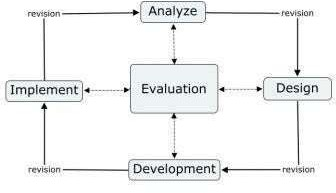 Analyze
revision
revision
Implement
Evaluation
Design
revision
Development
revision